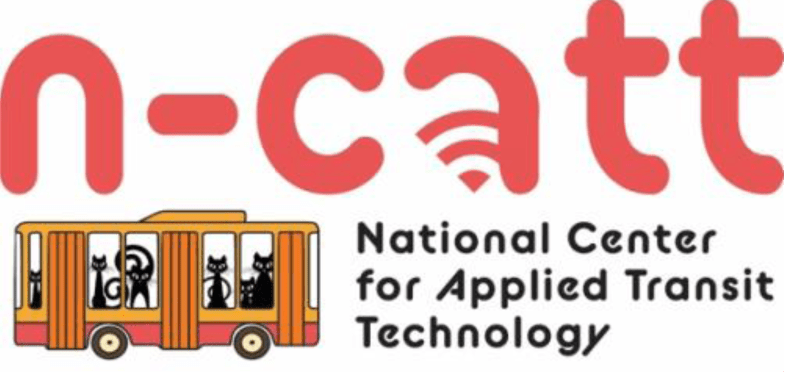 n-catt
National Center
for Applied Transit
Technology